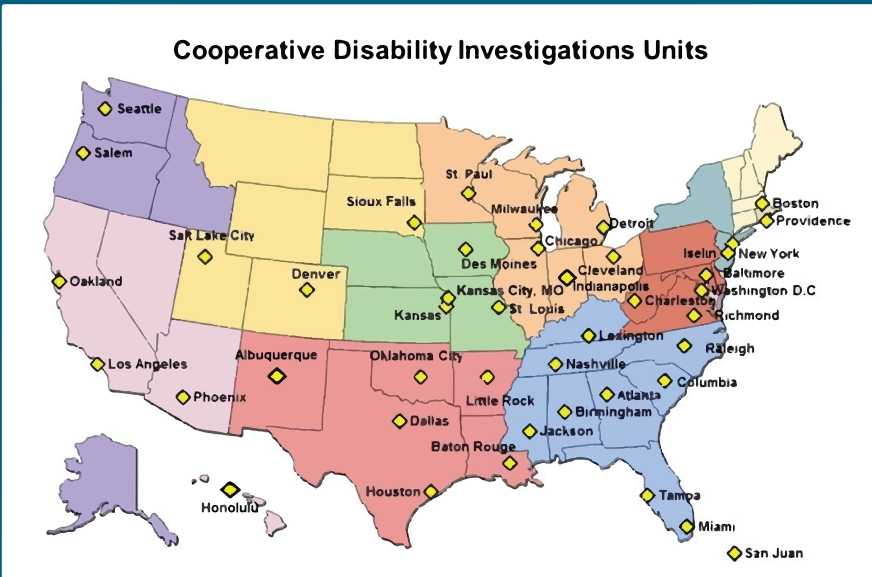 Cooperative Disability Investigations Units
Seattle
Salem
St. Paul
Sioux Falls
Milwaukee
Boston
Providence
Detroit
Salt Lake City
Chicago
Iselin
New York
Des Moines
Cleveland
Baltimore
Oakland
Denver
Kansas City, MO
Indianapolis
Washington D.C
Charleston
Kansas
St Louis
Richmond
Lexington
Raleigh
Albuquerque
Oklahoma City
Los Angeles
Nashville
Columbia
Phoenix
Little Rock
Atlanta
Birmingham
Dallas
Jackson
Baton Rouge
Houston
Tampa
Honolulu
Miami
San Juan